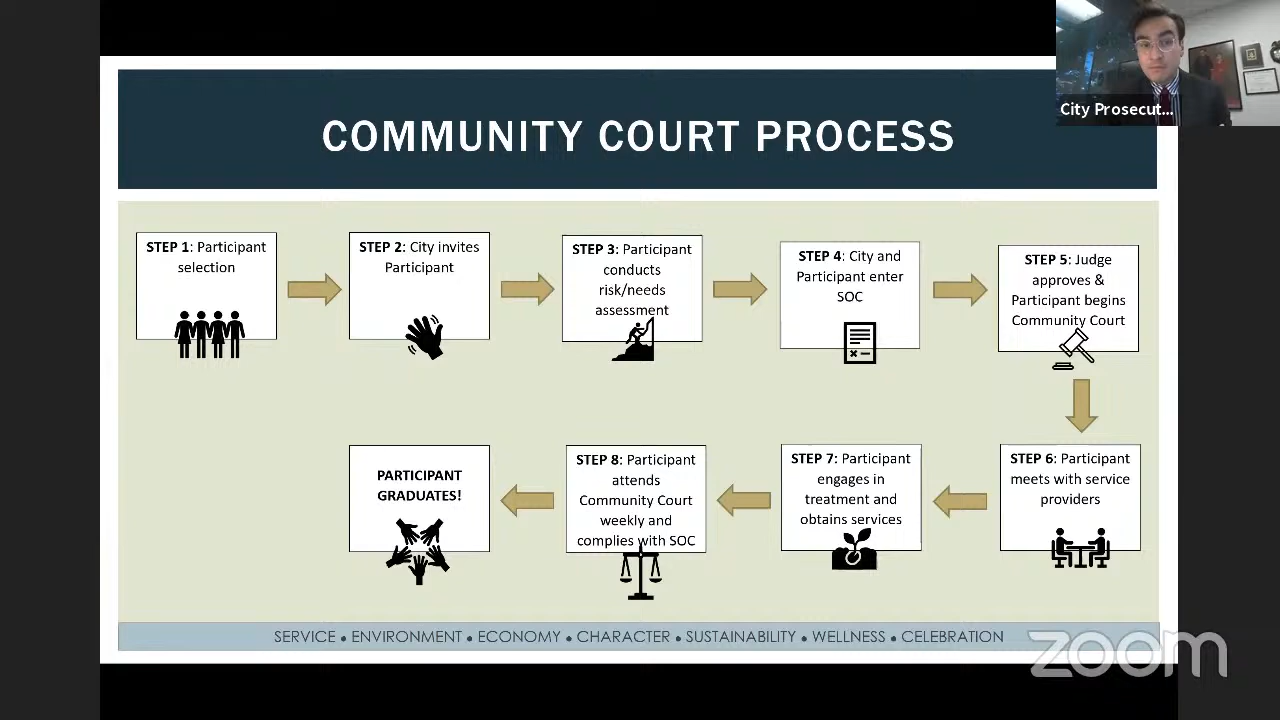 City Prosecut...
COMMUNITY COURT PROCESS
STEP 1: Participant
selection
STEP 2: City invites
Participant
STEP 3: Participant
conducts
risk/needs
assessment
STEP 4: City and
Participant enter
SOC
STEP 5: Judge
approves &
Participant begins
Community Court
STEP 6: Participant
meets with service
providers
STEP 7: Participant
engages in
treatment and
obtains services
STEP 8: Participant
attends
Community Court
weekly and
complies with SOC
PARTICIPANT
GRADUATES!
SERVICE • ENVIRONMENT • ECONOMY • CHARACTER • SUSTAINABILITY • WELLNESS • CELEBRATION
zoom